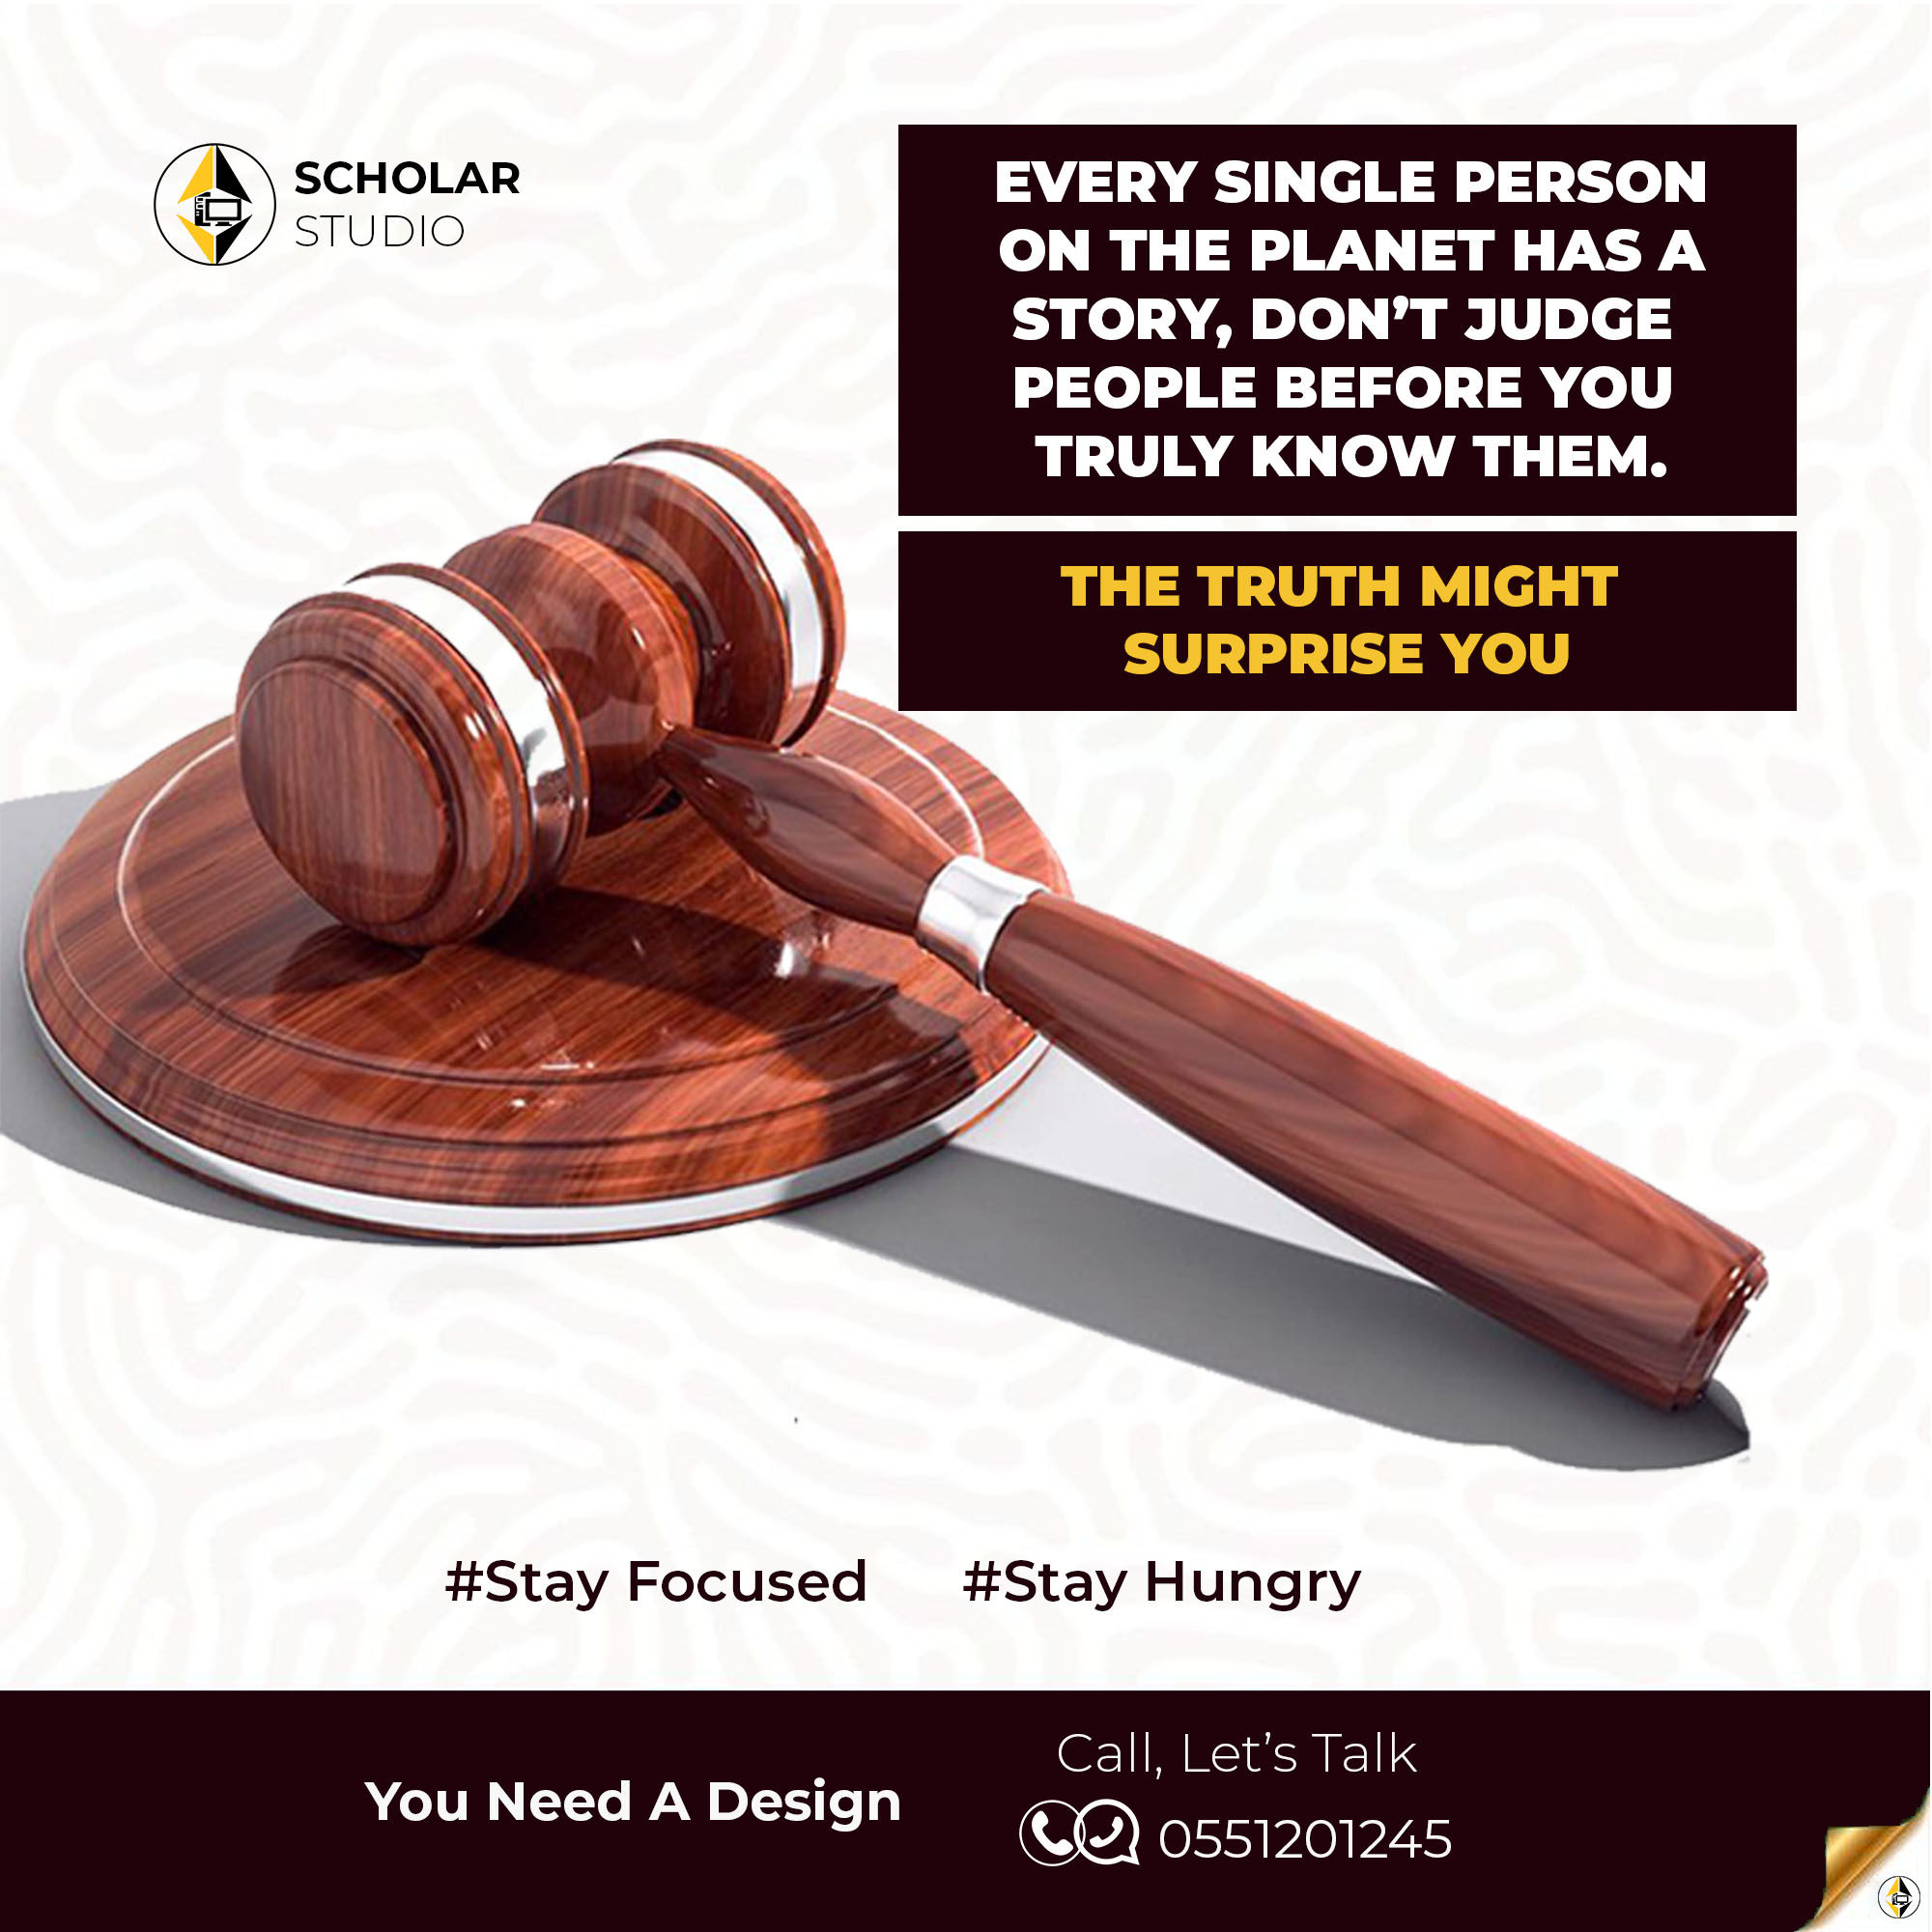 SCHOLAR
STUDIO
EVERY SINGLE PERSON
ON THE PLANET HAS A
STORY, DON’T JUDGE
PEOPLE BEFORE YOU
TRULY KNOW THEM.
THE TRUTH MIGHT
SURPRISE YOU
#Stay Focused #Stay Hungry
You Need A Design
Call, Let’s Talk
0551201245